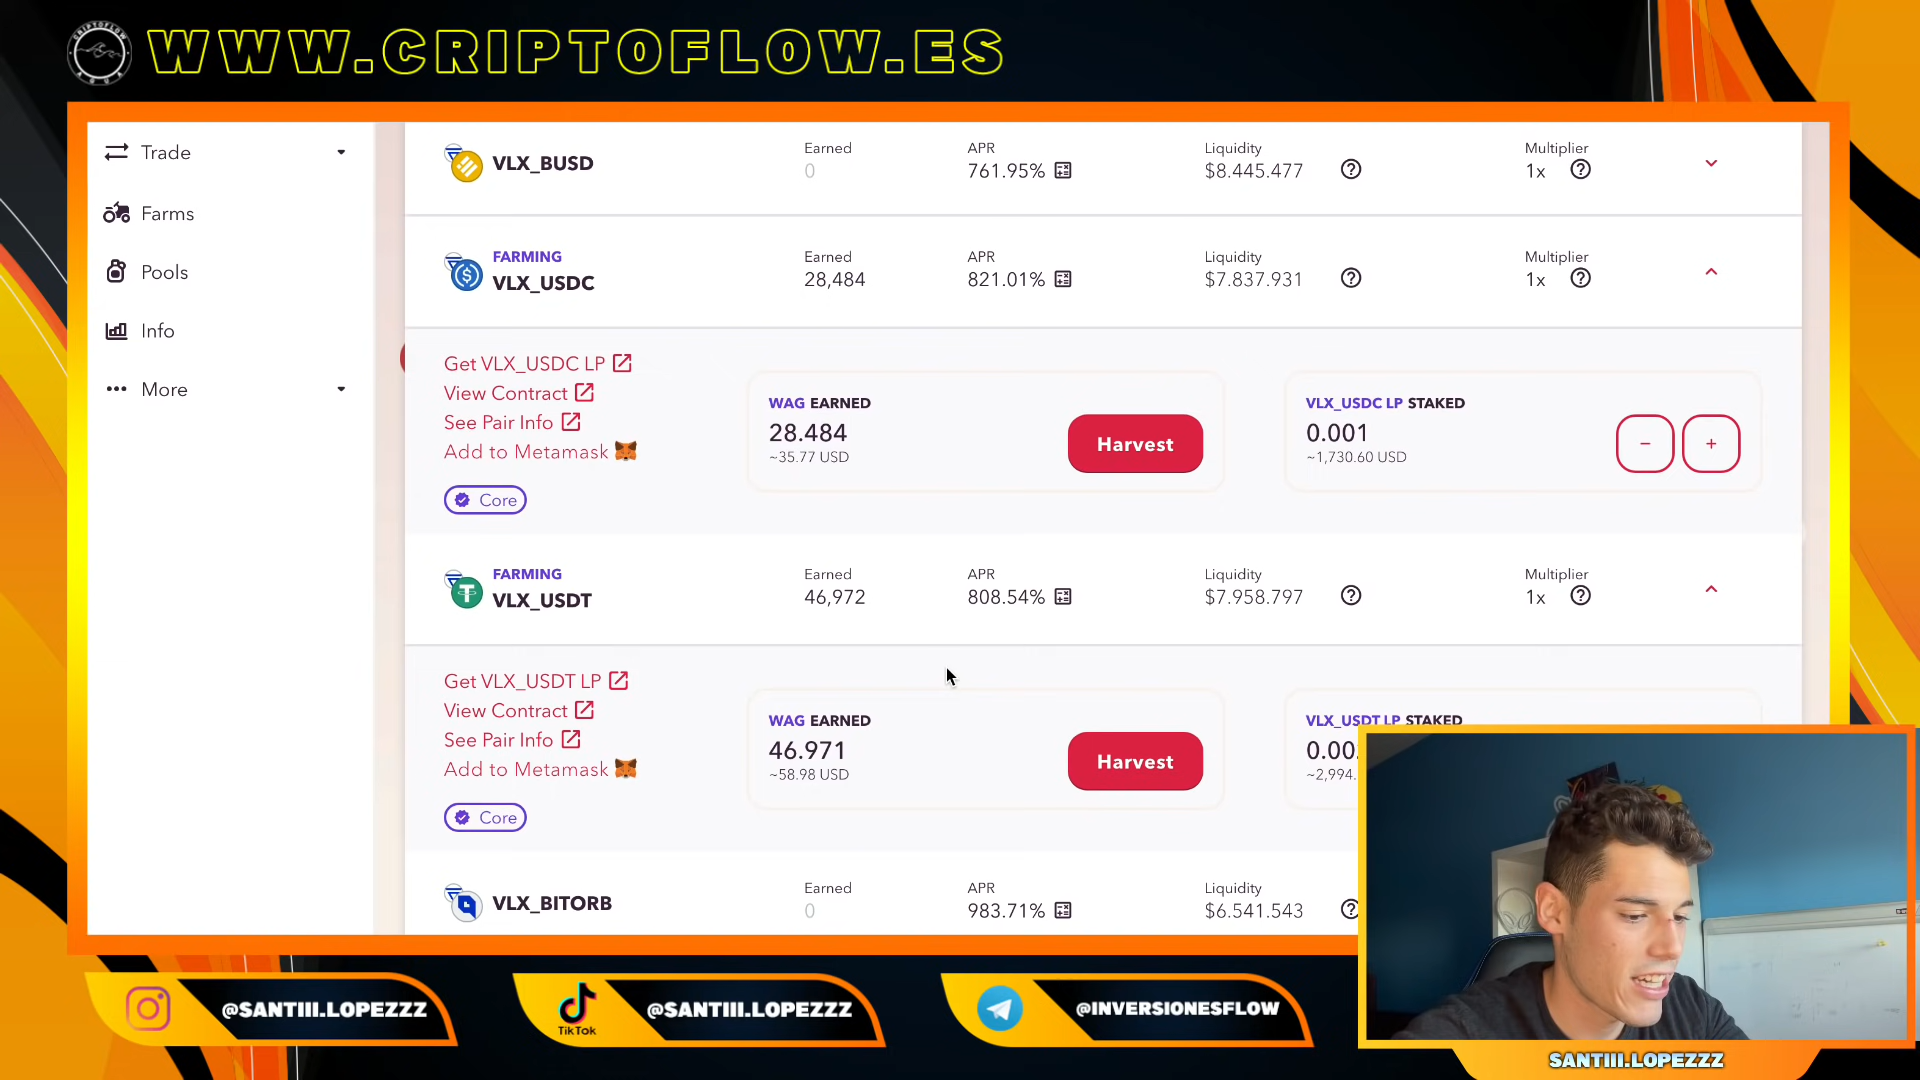 WWW.CRIPTOFLOW.ES
Trade
Farms
Pools
Info
More
VLX_BUSD
Earned
0
APR
761.95%
Liquidity
$8.445.477
Multiplier
1x
FARMING
VLX_USDC
Earned
28,484
APR
821.01%
Liquidity
$7.837.931
Multiplier
1x
Get VLX_USDC LP
View Contract
See Pair Info
Add to Metamask
Core
WAG EARNED
28.484
~35.77 USD
Harvest
VLX_USDC LP STAKED
0.001
~1,730.60 USD
FARMING
VLX_USDT
Earned
46,972
APR
808.54%
Liquidity
$7.958.797
Multiplier
1x
Get VLX_USDT LP
View Contract
See Pair Info
Add to Metamask
Core
WAG EARNED
46.971
~58.98 USD
Harvest
VLX_USDT LP STAKED
0.00
~2,994.
VLX_BITORB
Earned
0
APR
983.71%
Liquidity
$6.541.543
@SANTIII.LOPEZZZ
TikTok
@SANTIII.LOPEZZZ
@INVERSIONESFLOW
SANTIII.LOPEZZZ